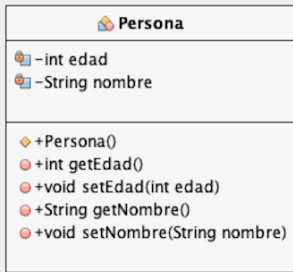 Persona
-int edad
-String nombre
+Persona()
+int getEdad()
+void setEdad(int edad)
+String getNombre()
+void setNombre(String nombre)